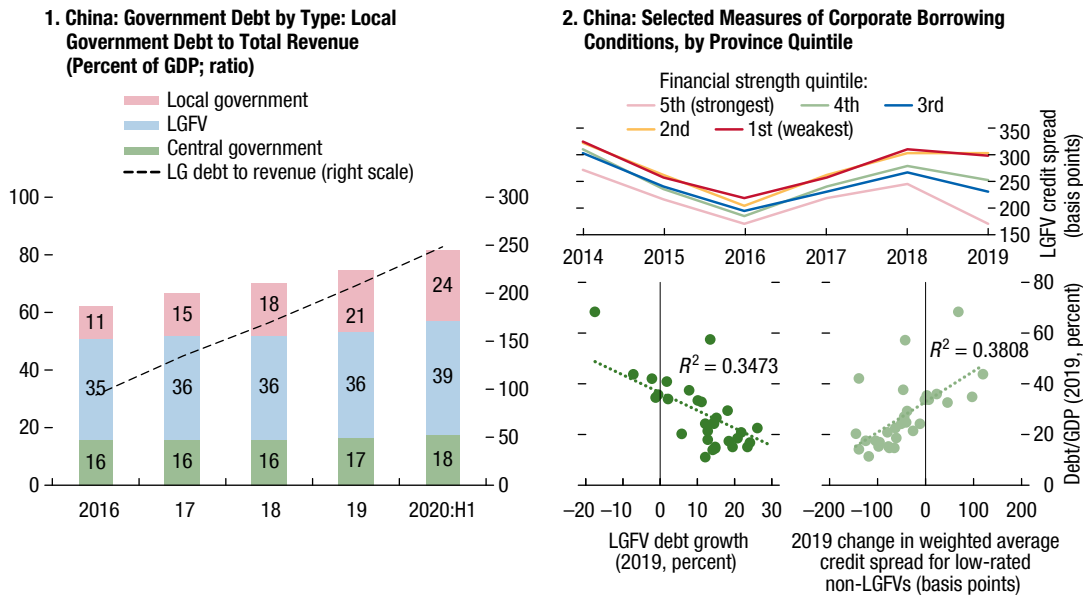 1. China: Government Debt by Type: Local
Government Debt to Total Revenue
(Percent of GDP; ratio)
Local government
LGFV
Central government
LG debt to revenue (right scale)
100
80
60
40
20
0
300
250
200
150
100
50
0
11
15
18
21
24
35
36
36
36
39
16
16
16
17
18
2016
17
18
19
2020:H1
2. China: Selected Measures of Corporate Borrowing
Conditions, by Province Quintile
Financial strength quintile:
5th (strongest)
4th
3rd
2nd
1st (weakest)
350
300
250
200
150
LGFV credit spread
(basis points)
2014
2015
2016
2017
2018
2019
R² = 0.3473
R² = 0.3808
80
60
40
20
0
Debt/GDP (2019, percent)
–20
–10
0
10
20
30
LGFV debt growth
(2019, percent)
–200
–100
0
100
200
2019 change in weighted average
credit spread for low-rated
non-LGFVs (basis points)